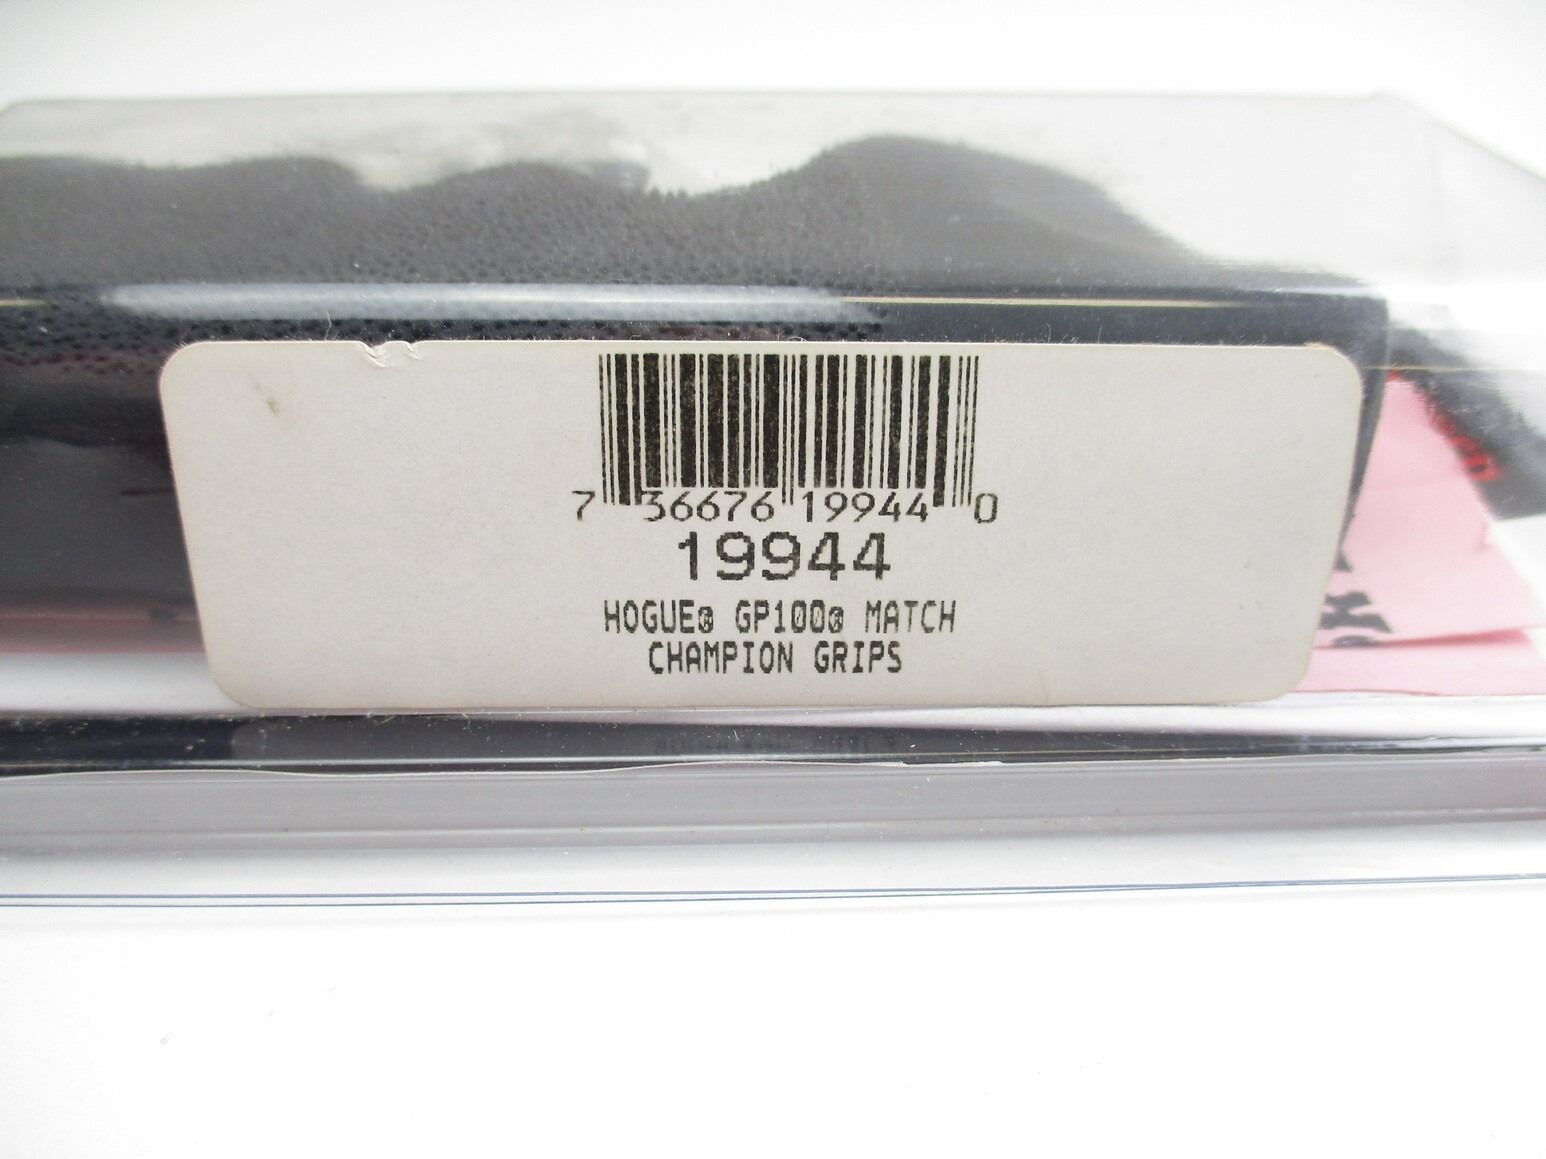 7 36676 19944 0
19944
HOGUE® GP100® MATCH
CHAMPION GRIPS